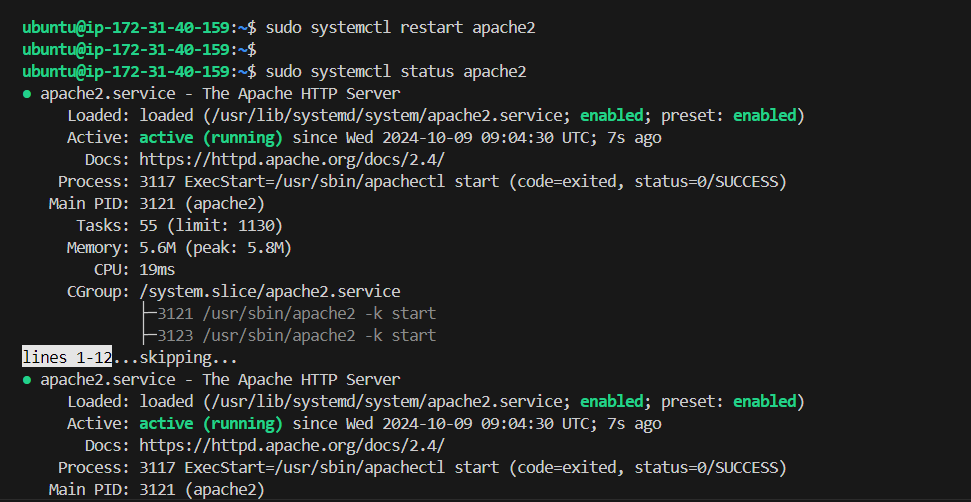 ubuntu@ip-172-31-40-159:~$ sudo systemctl restart apache2
ubuntu@ip-172-31-40-159:~$
ubuntu@ip-172-31-40-159:~$ sudo systemctl status apache2
● apache2.service - The Apache HTTP Server
     Loaded: loaded (/usr/lib/systemd/system/apache2.service; enabled; preset: enabled)
     Active: active (running) since Wed 2024-10-09 09:04:30 UTC; 7s ago
       Docs: https://httpd.apache.org/docs/2.4/
    Process: 3117 ExecStart=/usr/sbin/apachectl start (code=exited, status=0/SUCCESS)
   Main PID: 3121 (apache2)
      Tasks: 55 (limit: 1130)
     Memory: 5.6M (peak: 5.8M)
        CPU: 19ms
     CGroup: /system.slice/apache2.service
             ├─3121 /usr/sbin/apache2 -k start
             ├─3123 /usr/sbin/apache2 -k start
lines 1-12...skipping...
● apache2.service - The Apache HTTP Server
     Loaded: loaded (/usr/lib/systemd/system/apache2.service; enabled; preset: enabled)
     Active: active (running) since Wed 2024-10-09 09:04:30 UTC; 7s ago
       Docs: https://httpd.apache.org/docs/2.4/
    Process: 3117 ExecStart=/usr/sbin/apachectl start (code=exited, status=0/SUCCESS)
   Main PID: 3121 (apache2)